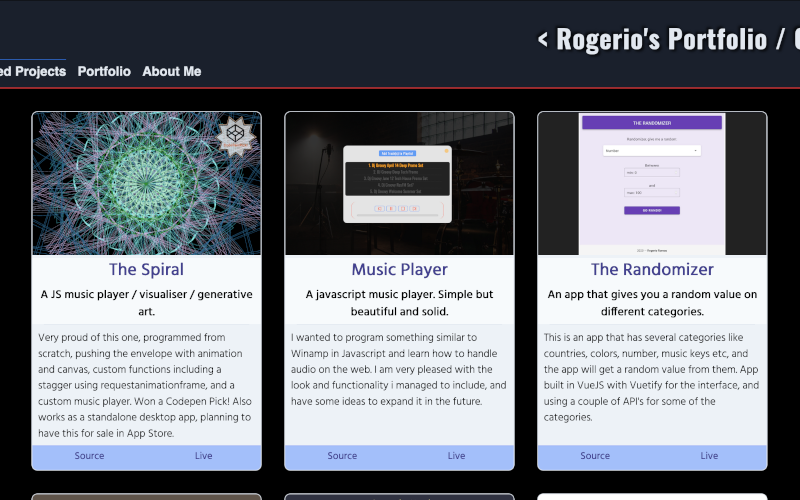 < Rogerio's Portfolio /
ed Projects Portfolio About Me
THE RANDOMIZER
The Spiral
A JS music player / visualiser / generative
art.
Very proud of this one, programmed from
scratch, pushing the envelope with animation
and canvas, custom functions including a
stagger using requestanimationframe, and a
custom music player. Won a Codepen Pick! Also
works as a standalone desktop app, planning to
have this for sale in App Store.
Source Live
Music Player
A javascript music player. Simple but
beautiful and solid.
I wanted to program something similar to
Winamp in Javascript and learn how to handle
audio on the web. I am very pleased with the
look and functionality i managed to include, and
have some ideas to expand it in the future.
Source Live
The Randomizer
An app that gives you a random value on
different categories.
This is an app that has several categories like
countries, colors, number, music keys etc, and
the app will get a random value from them. App
built in VueJS with Vuetify for the interface, and
using a couple of API's for some of the
categories.
Source Live